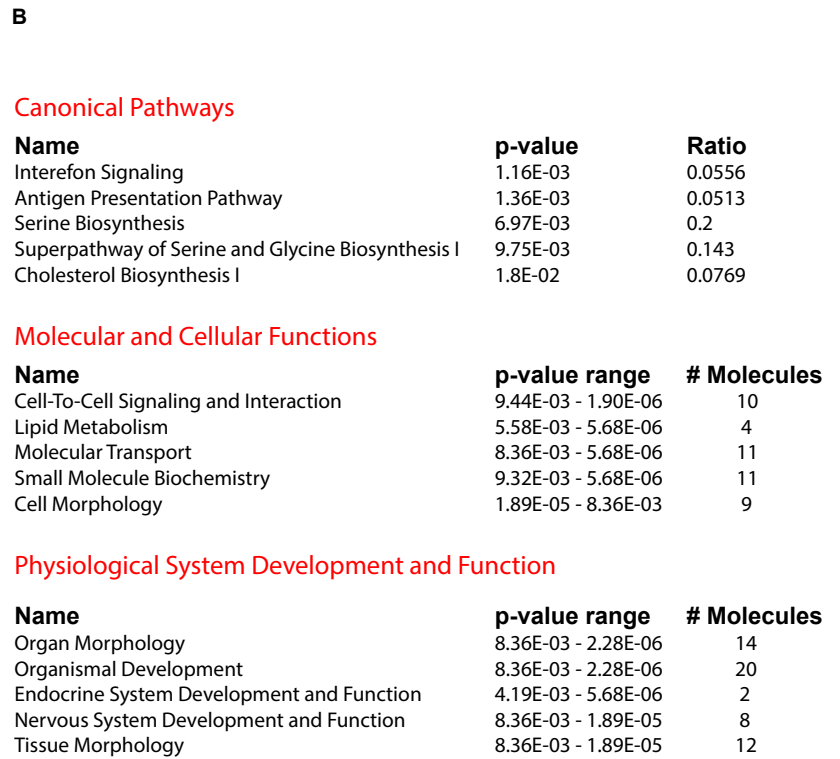 B
Canonical Pathways
Name p-value Ratio
Interefon Signaling 1.16E-03 0.0556
Antigen Presentation Pathway 1.36E-03 0.0513
Serine Biosynthesis 6.97E-03 0.2
Superpathway of Serine and Glycine Biosynthesis I 9.75E-03 0.143
Cholesterol Biosynthesis I 1.8E-02 0.0769
Molecular and Cellular Functions
Name p-value range # Molecules
Cell-To-Cell Signaling and Interaction 9.44E-03 - 1.90E-06 10
Lipid Metabolism 5.58E-03 - 5.68E-06 4
Molecular Transport 8.36E-03 - 5.68E-06 11
Small Molecule Biochemistry 9.32E-03 - 5.68E-06 11
Cell Morphology 1.89E-05 - 8.36E-03 9
Physiological System Development and Function
Name p-value range # Molecules
Organ Morphology 8.36E-03 - 2.28E-06 14
Organismal Development 8.36E-03 - 2.28E-06 20
Endocrine System Development and Function 4.19E-03 - 5.68E-06 2
Nervous System Development and Function 8.36E-03 - 1.89E-05 8
Tissue Morphology 8.36E-03 - 1.89E-05 12